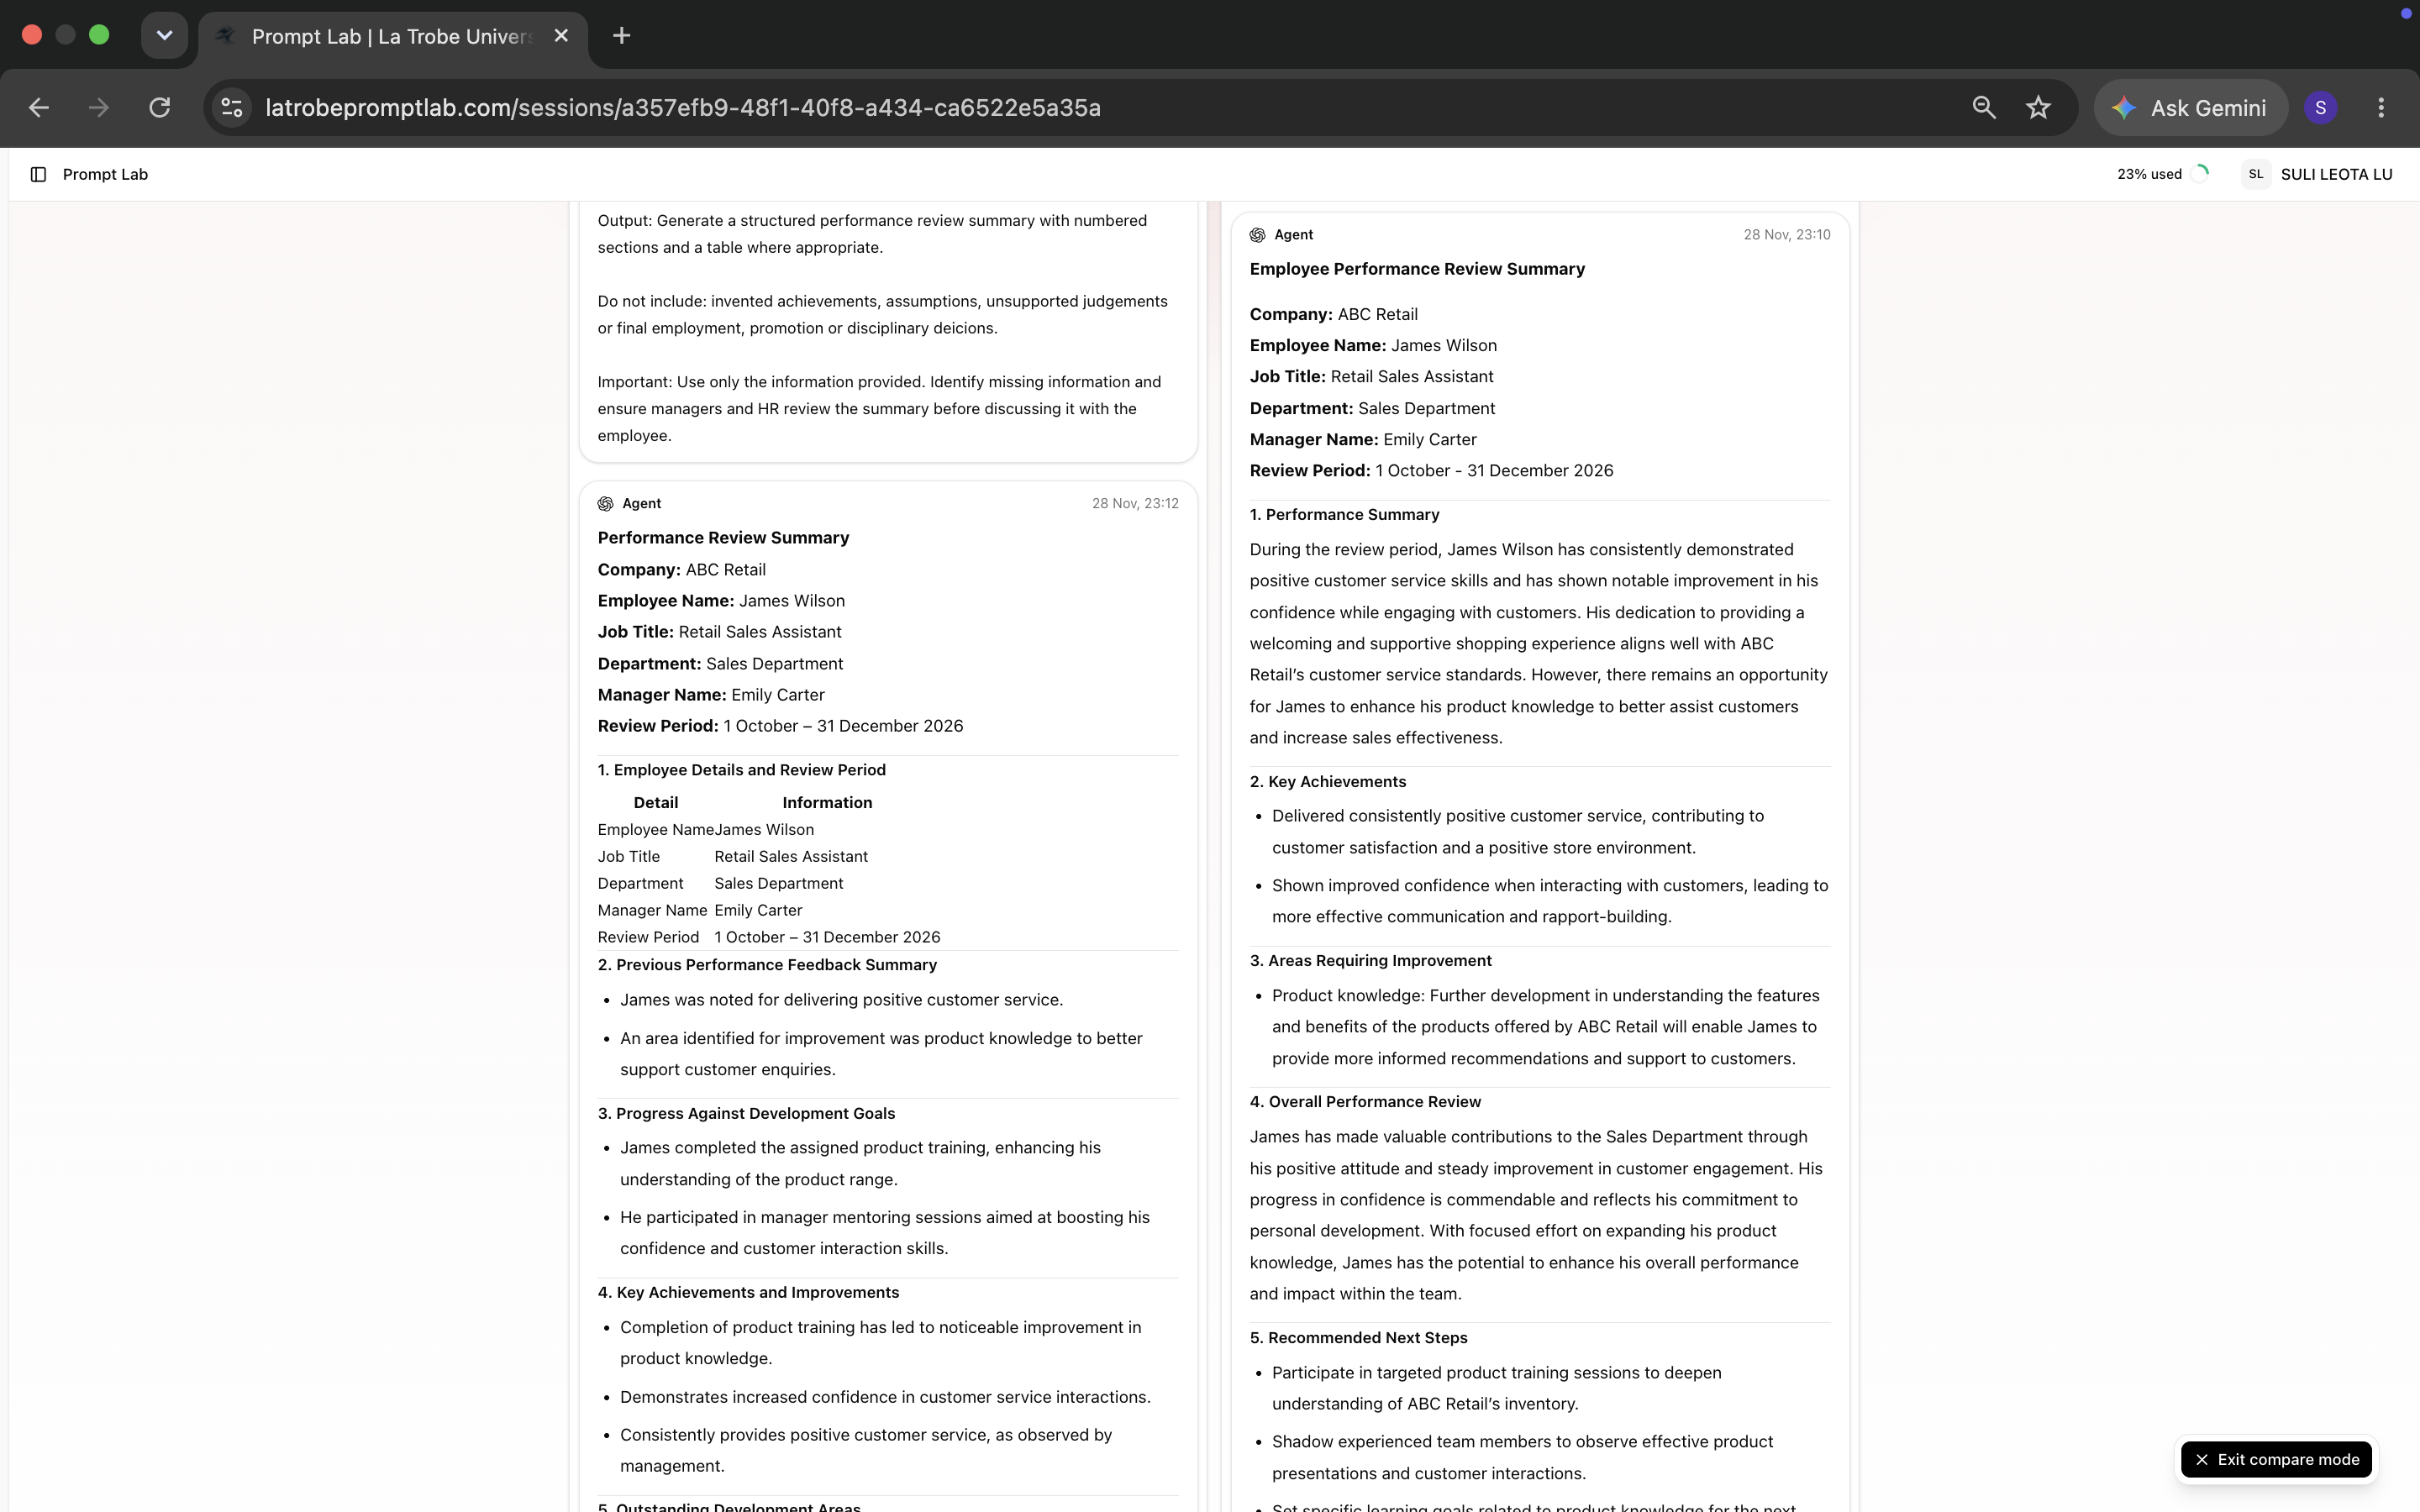 Prompt Lab | La Trobe Univers
latrobepromptlab.com/sessions/a357efb9-48f1-40f8-a434-ca6522e5a35a
Ask Gemini
S
Prompt Lab
23% used
SL
SULI LEOTA LU
Output: Generate a structured performance review summary with numbered
sections and a table where appropriate.
Do not include: invented achievements, assumptions, unsupported judgements
or final employment, promotion or disciplinary deicions.
Important: Use only the information provided. Identify missing information and
ensure managers and HR review the summary before discussing it with the
employee.
Agent
28 Nov, 23:12
Performance Review Summary
Company: ABC Retail
Employee Name: James Wilson
Job Title: Retail Sales Assistant
Department: Sales Department
Manager Name: Emily Carter
Review Period: 1 October – 31 December 2026
1. Employee Details and Review Period
Detail Information
Employee Name James Wilson
Job Title Retail Sales Assistant
Department Sales Department
Manager Name Emily Carter
Review Period 1 October – 31 December 2026
2. Previous Performance Feedback Summary
• James was noted for delivering positive customer service.
• An area identified for improvement was product knowledge to better
support customer enquiries.
3. Progress Against Development Goals
• James completed the assigned product training, enhancing his
understanding of the product range.
• He participated in manager mentoring sessions aimed at boosting his
confidence and customer interaction skills.
4. Key Achievements and Improvements
• Completion of product training has led to noticeable improvement in
product knowledge.
• Demonstrates increased confidence in customer service interactions.
• Consistently provides positive customer service, as observed by
management.
5. Outstanding Development Areas
Agent
28 Nov, 23:10
Employee Performance Review Summary
Company: ABC Retail
Employee Name: James Wilson
Job Title: Retail Sales Assistant
Department: Sales Department
Manager Name: Emily Carter
Review Period: 1 October - 31 December 2026
1. Performance Summary
During the review period, James Wilson has consistently demonstrated
positive customer service skills and has shown notable improvement in his
confidence while engaging with customers. His dedication to providing a
welcoming and supportive shopping experience aligns well with ABC
Retail’s customer service standards. However, there remains an opportunity
for James to enhance his product knowledge to better assist customers
and increase sales effectiveness.
2. Key Achievements
• Delivered consistently positive customer service, contributing to
customer satisfaction and a positive store environment.
• Shown improved confidence when interacting with customers, leading to
more effective communication and rapport-building.
3. Areas Requiring Improvement
• Product knowledge: Further development in understanding the features
and benefits of the products offered by ABC Retail will enable James to
provide more informed recommendations and support to customers.
4. Overall Performance Review
James has made valuable contributions to the Sales Department through
his positive attitude and steady improvement in customer engagement. His
progress in confidence is commendable and reflects his commitment to
personal development. With focused effort on expanding his product
knowledge, James has the potential to enhance his overall performance
and impact within the team.
5. Recommended Next Steps
• Participate in targeted product training sessions to deepen
understanding of ABC Retail’s inventory.
• Shadow experienced team members to observe effective product
presentations and customer interactions.
• Set specific learning goals related to product knowledge for the next
Exit compare mode